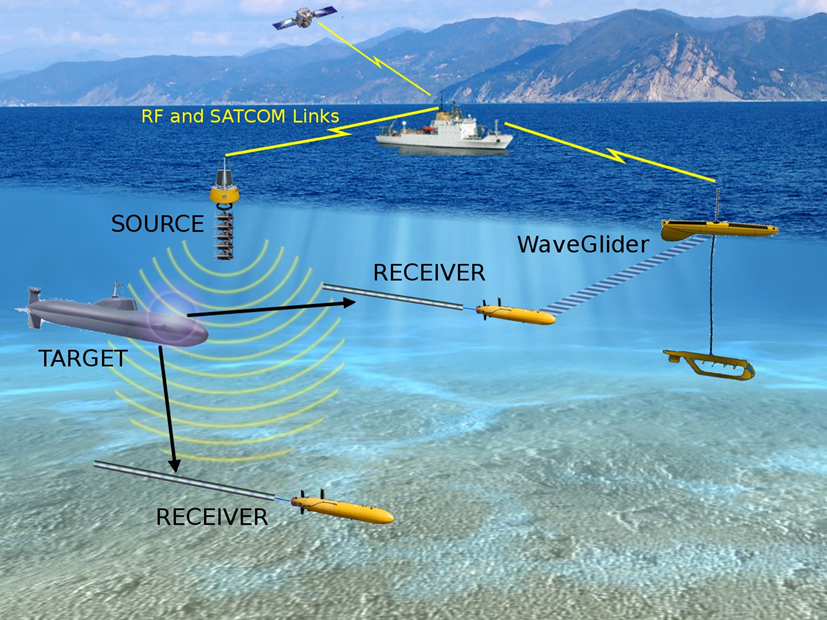 RF and SATCOM Links
SOURCE
WaveGlider
RECEIVER
TARGET
RECEIVER